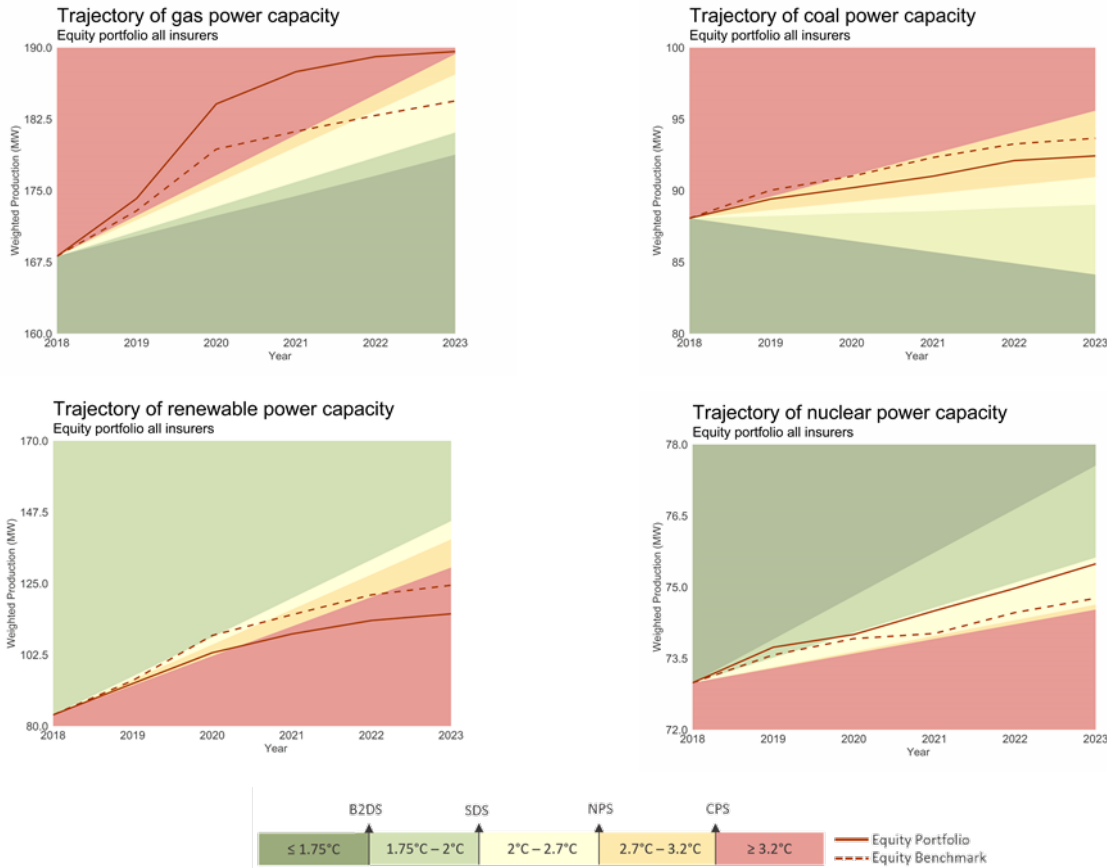 Trajectory of gas power capacity
Equity portfolio all insurers
190.0
182.5
175.0
167.5
160.0
Weighted Production (MW)
2018 2019 2020 2021 2022 2023
Year
Trajectory of coal power capacity
Equity portfolio all insurers
100
95
90
85
80
Weighted Production (MW)
2018 2019 2020 2021 2022 2023
Year
Trajectory of renewable power capacity
Equity portfolio all insurers
170.0
147.5
125.0
102.5
80.0
Weighted Production (MW)
2018 2019 2020 2021 2022 2023
Year
Trajectory of nuclear power capacity
Equity portfolio all insurers
78.0
76.5
75.0
73.5
72.0
Weighted Production (MW)
2018 2019 2020 2021 2022 2023
Year
B2DS SDS NPS CPS
≤ 1.75°C 1.75°C – 2°C 2°C – 2.7°C 2.7°C – 3.2°C ≥ 3.2°C
Equity Portfolio
Equity Benchmark